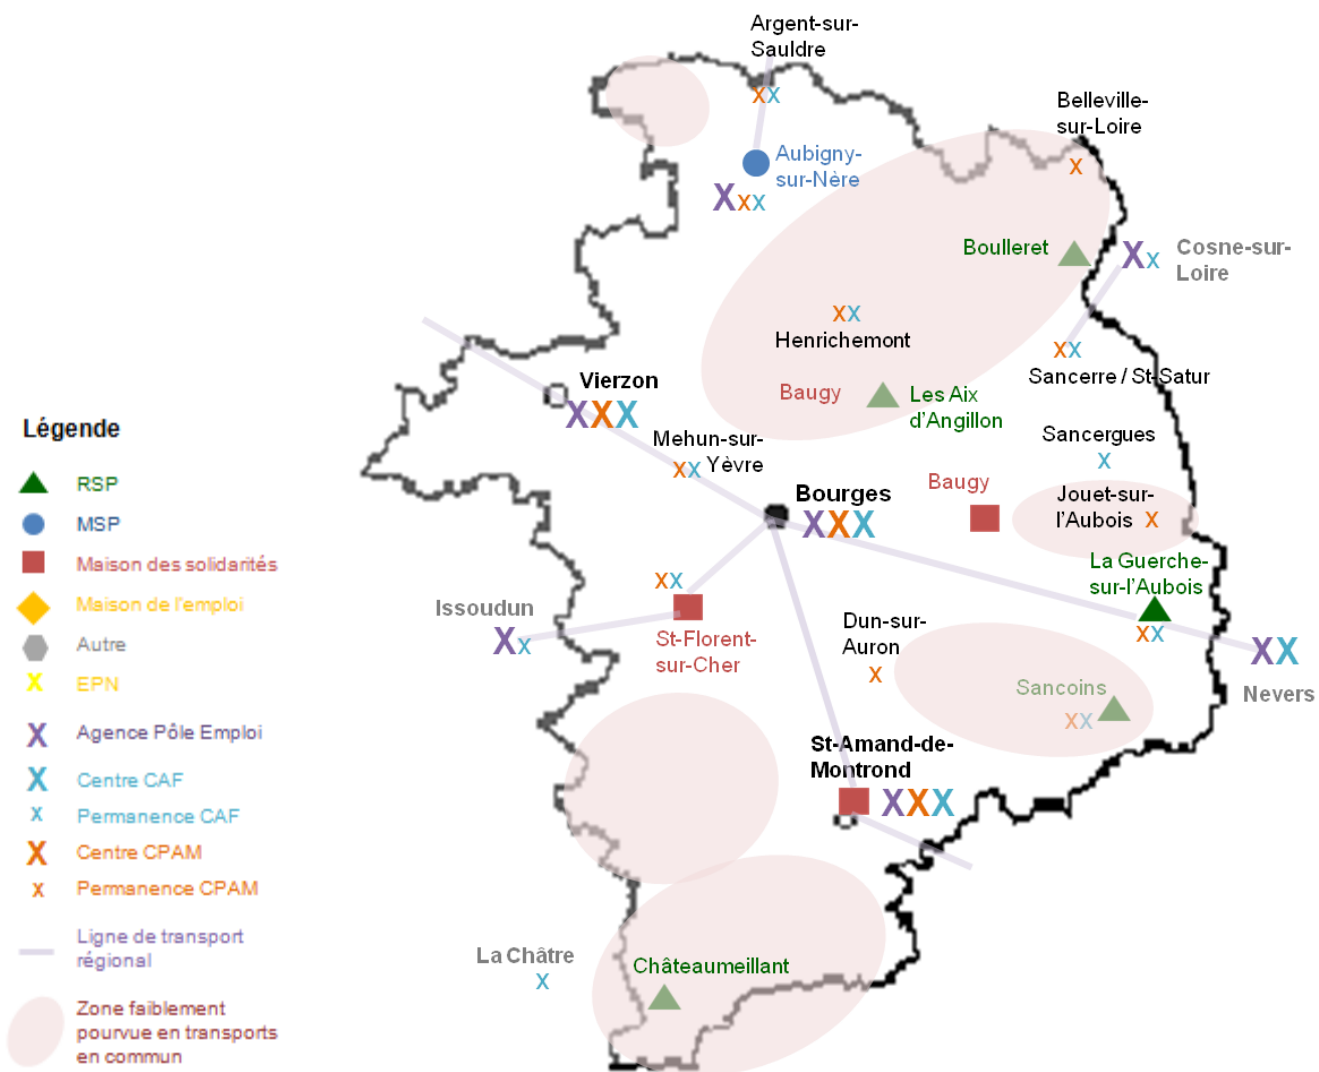 Argent-sur-
Sauldre
X X
Belleville-
sur-Loire
X
Aubigny-
sur-Nère
X X X
Boulleret
X X
Cosne-sur-
Loire
X X
Henrichemont
X X
Sancerre / St-Satur
Vierzon
X X X
Baugy
Les Aix
d'Angillon
Mehun-sur-
Yèvre
X X
Sancergues
X
Bourges
X X X
Baugy
Jouet-sur-
l'Aubois X
La Guerche-
sur-l'Aubois
X X
X X
St-Florent-
sur-Cher
Issoudun
X X
Dun-sur-
Auron
X
X X
Nevers
Sancoins
X X
St-Amand-de-
Montrond
X X X
La Châtre
X
Châteaumeillant
Légende
RSP
MSP
Maison des solidarités
Maison de l'emploi
Autre
X EPN
X Agence Pôle Emploi
X Centre CAF
X Permanence CAF
X Centre CPAM
X Permanence CPAM
Ligne de transport
régional
Zone faiblement
pourvue en transports
en commun